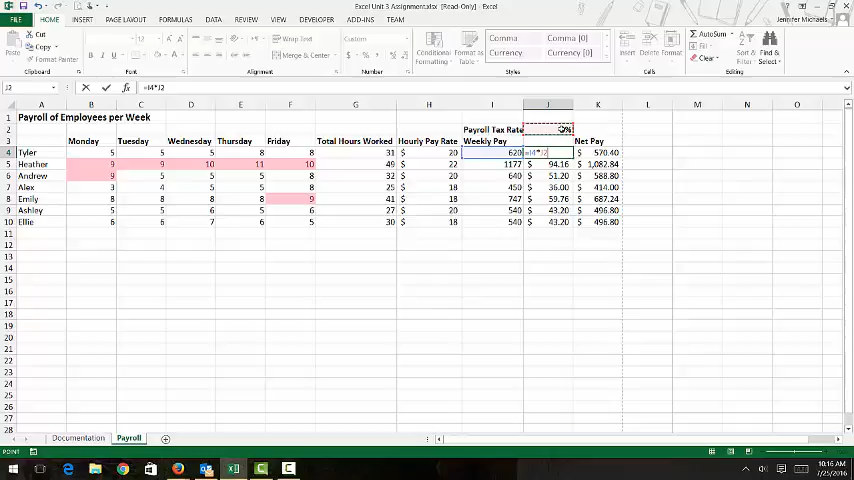 Excel Unit 3 Assignment.xlsx [Read-Only] - Excel
FILE HOME INSERT PAGE LAYOUT FORMULAS DATA REVIEW VIEW DEVELOPER ADD-INS TEAM Jennifer Michaels
Cut
Copy
Format Painter
Paste
Clipboard
Font
Wrap Text
Merge & Center
Alignment
Number
Conditional Formatting
Format as Table
Comma Comma [0]
Currency Currency [0]
Styles
Insert Delete Format
Cells
AutoSum
Fill
Clear
Sort & Filter
Find & Select
Editing
J2 =I4*J2
A B C D E F G H I J K L M N O
1 Payroll of Employees per Week
2 Payroll Tax Rate
3 Monday Tuesday Wednesday Thursday Friday Total Hours Worked Hourly Pay Rate Weekly Pay Net Pay
4 Tyler 5 5 5 8 8 31 $ 20 620 =I4*J2 $ 570.40
5 Heather 9 9 10 11 10 49 $ 22 1177 $ 94.16 $ 1,082.84
6 Andrew 9 5 5 5 8 32 $ 20 640 $ 51.20 $ 588.80
7 Alex 3 4 5 5 8 25 $ 18 450 $ 36.00 $ 414.00
8 Emily 8 8 8 8 9 41 $ 18 747 $ 59.76 $ 687.24
9 Ashley 5 5 6 5 6 27 $ 20 540 $ 43.20 $ 496.80
10 Ellie 6 6 7 6 5 30 $ 18 540 $ 43.20 $ 496.80
11
12
13
14
15
16
17
18
19
20
21
22
23
24
25
26
27
28
Documentation Payroll
POINT 100%
10:16 AM
7/25/2016